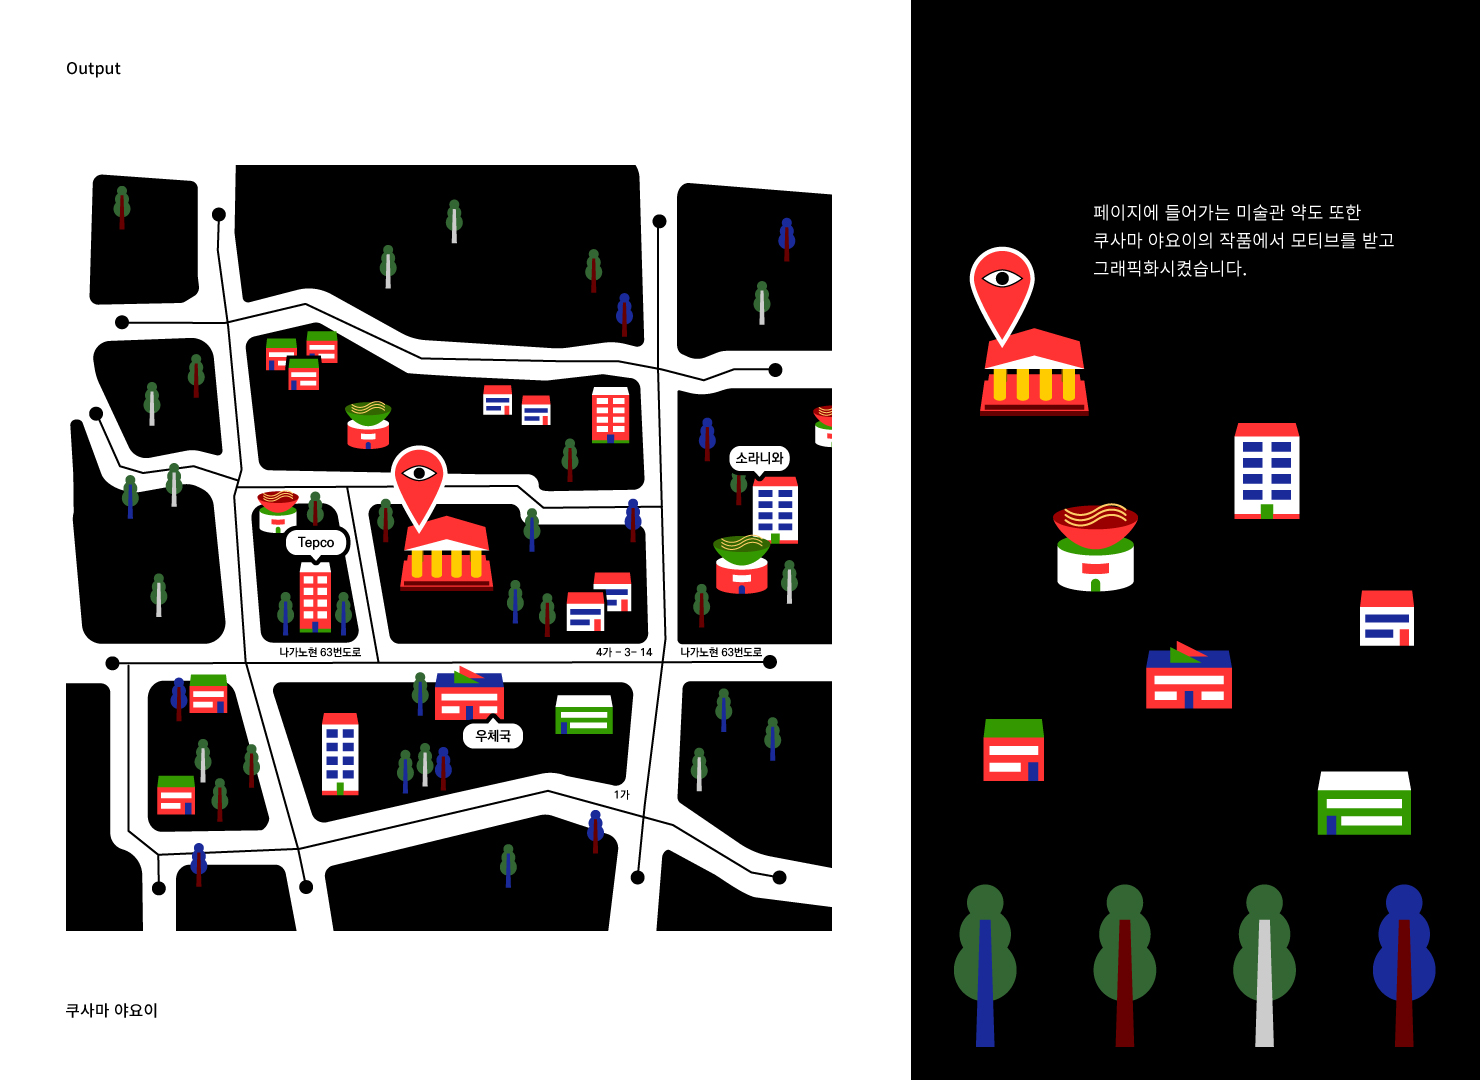 Output
페이지에 들어가는 미술관 약도 또한
쿠사마 야요이의 작품에서 모티브를 받고
그래픽화시켰습니다.
소라니와
Tepco
나가노현 63번도로
4가 - 3- 14
나가노현 63번도로
우체국
1가
쿠사마 야요이